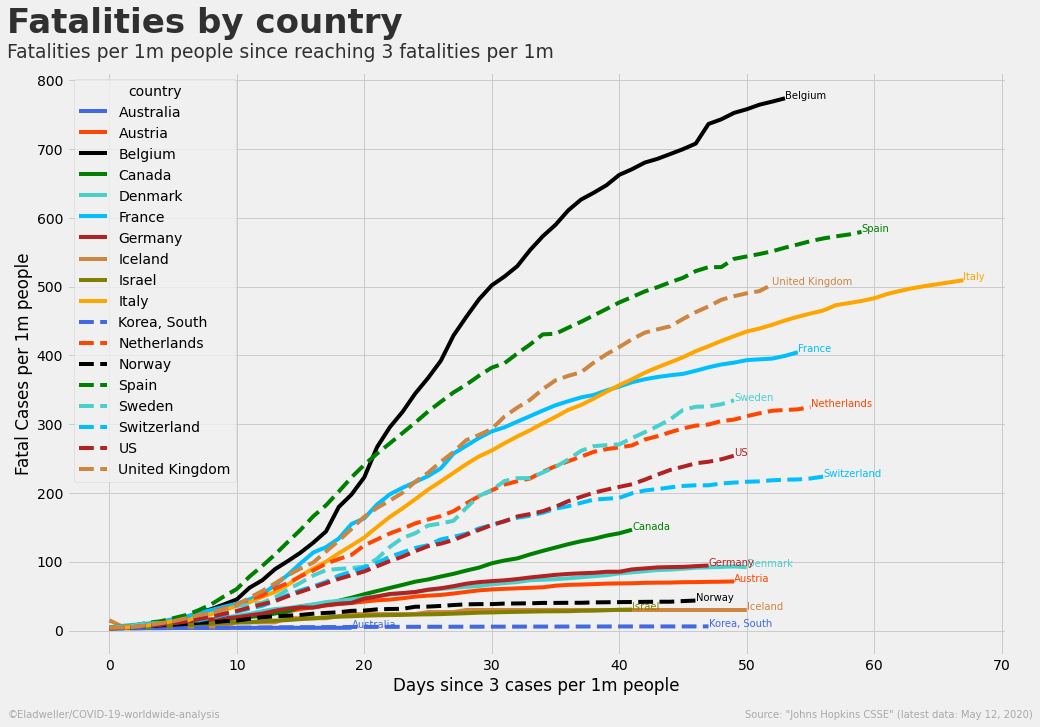 Fatalities by country
Fatalities per 1m people since reaching 3 fatalities per 1m
800
700
600
500
400
300
200
100
0
Fatal Cases per 1m people
country
Australia
Austria
Belgium
Canada
Denmark
France
Germany
Iceland
Israel
Italy
Korea, South
Netherlands
Norway
Spain
Sweden
Switzerland
US
United Kingdom
Belgium
Spain
United Kingdom
Italy
France
Sweden
Netherlands
US
Switzerland
Canada
Germany
Denmark
Austria
Norway
Israel
Iceland
Australia
Korea, South
0
10
20
30
40
50
60
70
Days since 3 cases per 1m people
©Eladweller/COVID-19-worldwide-analysis
Source: "Johns Hopkins CSSE" (latest data: May 12, 2020)